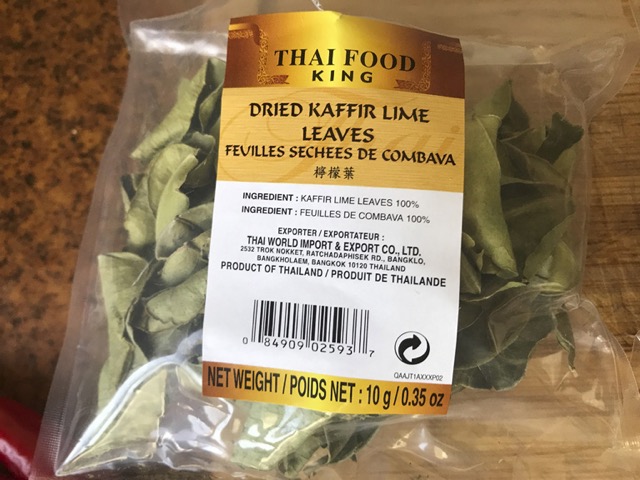 THAI FOOD
KING
DRIED KAFFIR LIME
LEAVES
FEUILLES SECHEES DE COMBAVA
檸檬葉
INGREDIENT : KAFFIR LIME LEAVES 100%
INGREDIENT : FEUILLES DE COMBAVA 100%
EXPORTER / EXPORTATEUR :
THAI WORLD IMPORT & EXPORT CO., LTD.
2532 TROK NOKKET, RATCHADAPHISEK RD., BANGKLO,
BANGKHOLAEM, BANGKOK 10120 THAILAND
PRODUCT OF THAILAND / PRODUIT DE THAILANDE
0 84909 02593 7
QAAJT1AXXXP02
NET WEIGHT / POIDS NET : 10 g / 0.35 oz